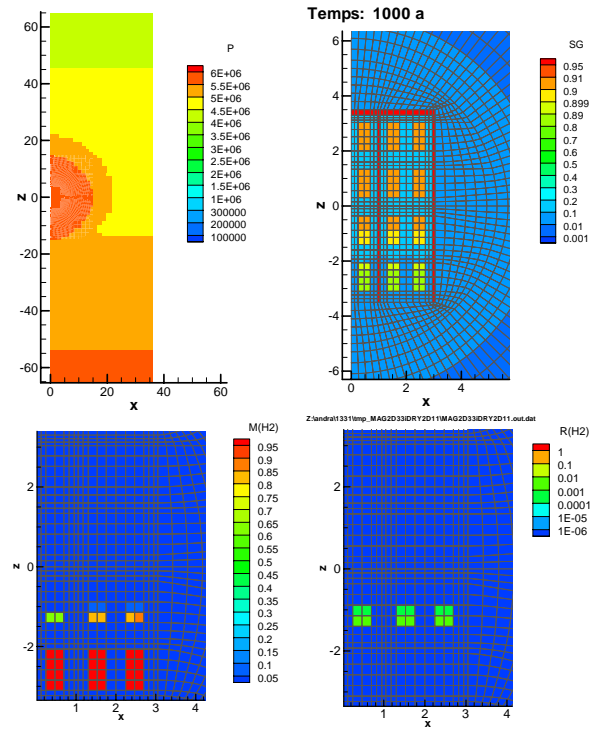 Temps: 1000 a
P
6E+06
5.5E+06
5E+06
4.5E+06
4E+06
3.5E+06
3E+06
2.5E+06
2E+06
1.5E+06
1E+06
300000
200000
100000
60
40
20
0
-20
-40
-60
Z
0
20
40
60
X
SG
0.95
0.91
0.9
0.899
0.89
0.8
0.7
0.6
0.5
0.4
0.3
0.2
0.1
0.01
0.001
6
4
2
0
-2
-4
-6
Z
0
2
4
X
M(H2)
0.95
0.9
0.85
0.8
0.75
0.7
0.65
0.6
0.55
0.5
0.45
0.4
0.35
0.3
0.25
0.2
0.15
0.1
0.05
2
0
-2
Z
1
2
3
4
X
Z:\andra\1331\tmp_MAG2D33\DRY2D11\MAG2D33\DRY2D11.out.dat
R(H2)
1
0.1
0.01
0.001
0.0001
1E-05
1E-06
2
0
-2
Z
1
2
3
4
X